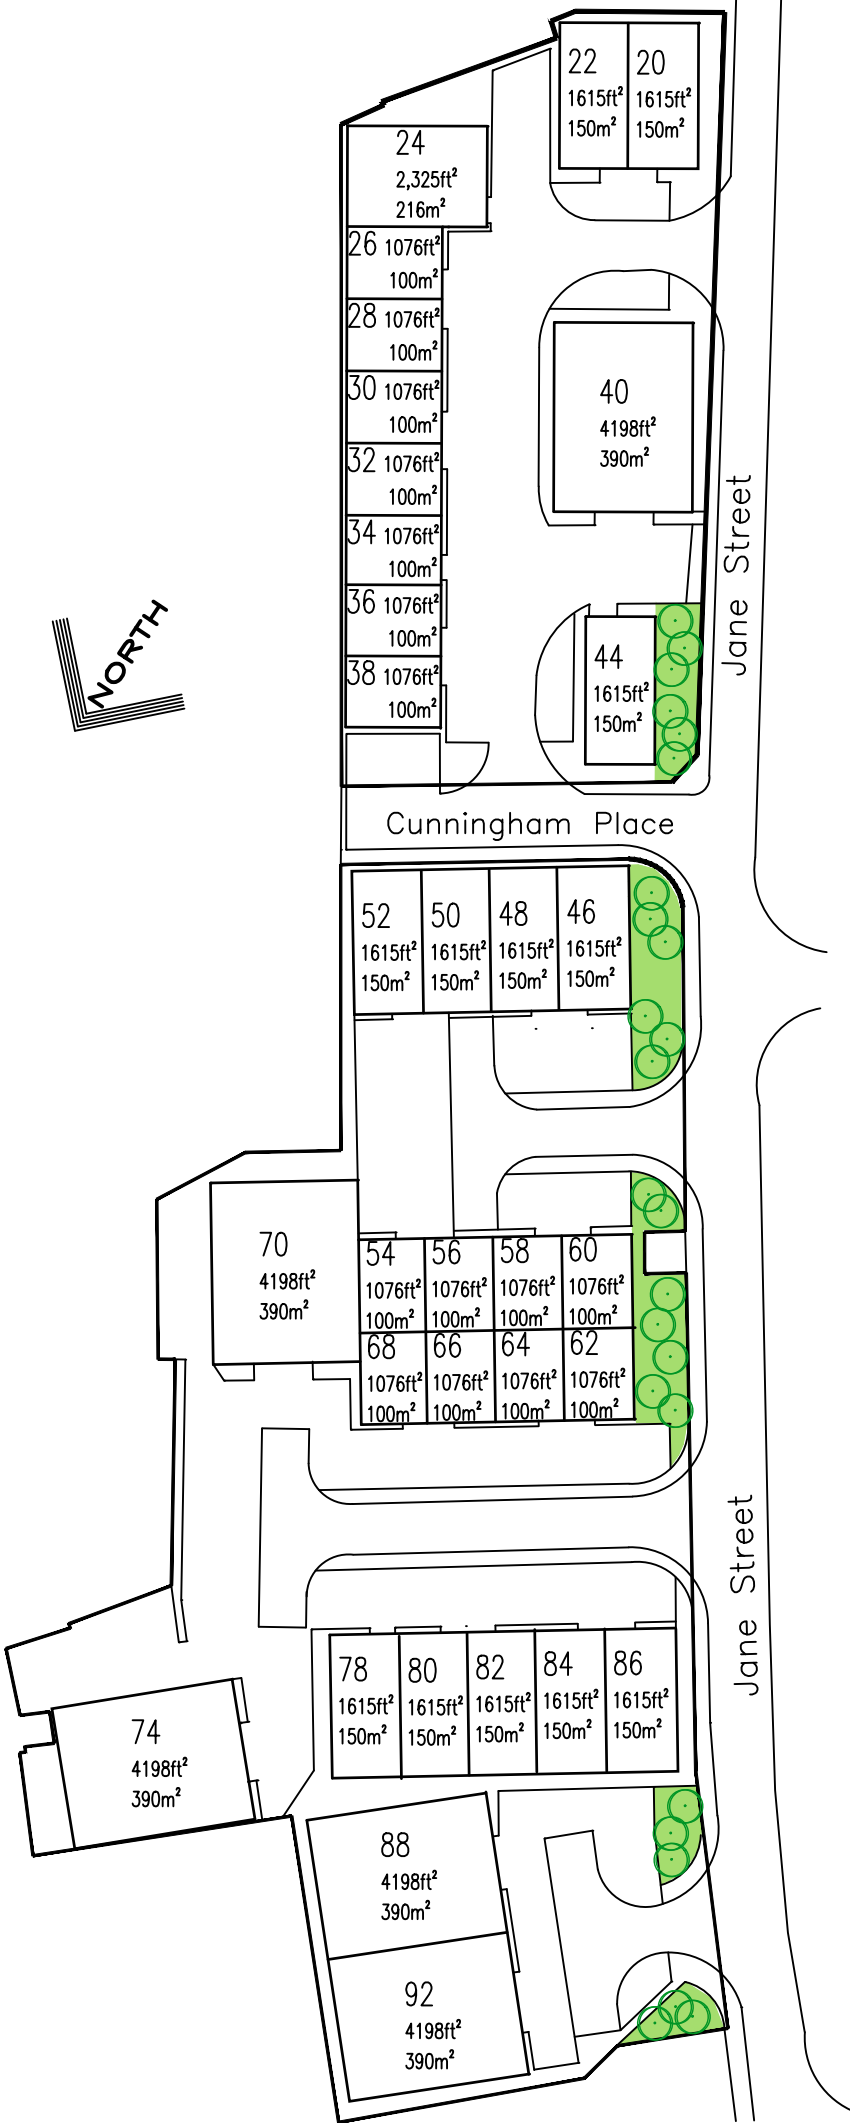 22
1615ft²
150m²
20
1615ft²
150m²
24
2,325ft²
216m²
26 1076ft²
100m²
28 1076ft²
100m²
30 1076ft²
100m²
32 1076ft²
100m²
34 1076ft²
100m²
36 1076ft²
100m²
38 1076ft²
100m²
40
4198ft²
390m²
Jane Street
NORTH
44
1615ft²
150m²
Cunningham Place
52
1615ft²
150m²
50
1615ft²
150m²
48
1615ft²
150m²
46
1615ft²
150m²
70
4198ft²
390m²
54
1076ft²
100m²
56
1076ft²
100m²
58
1076ft²
100m²
60
1076ft²
100m²
68
1076ft²
100m²
66
1076ft²
100m²
64
1076ft²
100m²
62
1076ft²
100m²
Jane Street
78
1615ft²
150m²
80
1615ft²
150m²
82
1615ft²
150m²
84
1615ft²
150m²
86
1615ft²
150m²
74
4198ft²
390m²
88
4198ft²
390m²
92
4198ft²
390m²